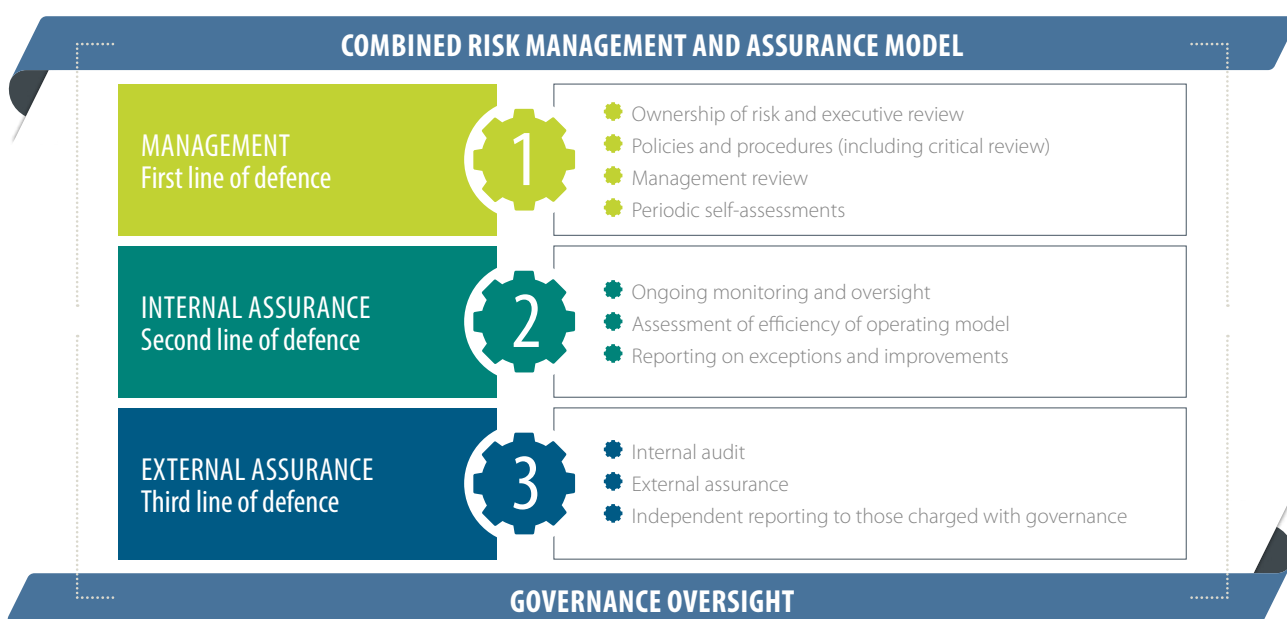 COMBINED RISK MANAGEMENT AND ASSURANCE MODEL
MANAGEMENT
First line of defence
1
Ownership of risk and executive review
Policies and procedures (including critical review)
Management review
Periodic self-assessments
INTERNAL ASSURANCE
Second line of defence
2
Ongoing monitoring and oversight
Assessment of efficiency of operating model
Reporting on exceptions and improvements
EXTERNAL ASSURANCE
Third line of defence
3
Internal audit
External assurance
Independent reporting to those charged with governance
GOVERNANCE OVERSIGHT